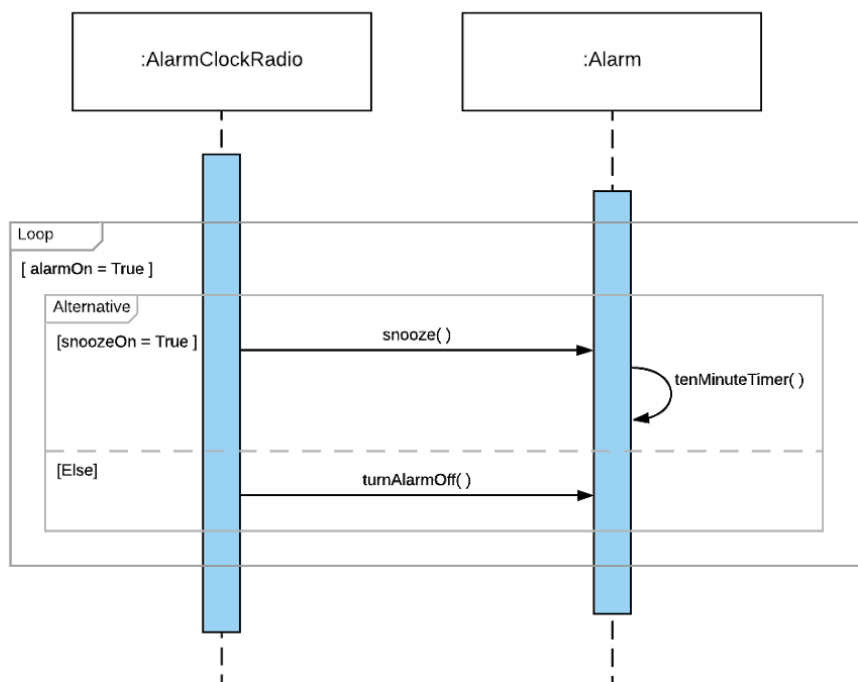 :AlarmClockRadio
:Alarm
Loop
[ alarmOn = True ]
Alternative
[snoozeOn = True ]
snooze( )
tenMinuteTimer( )
[Else]
turnAlarmOff( )